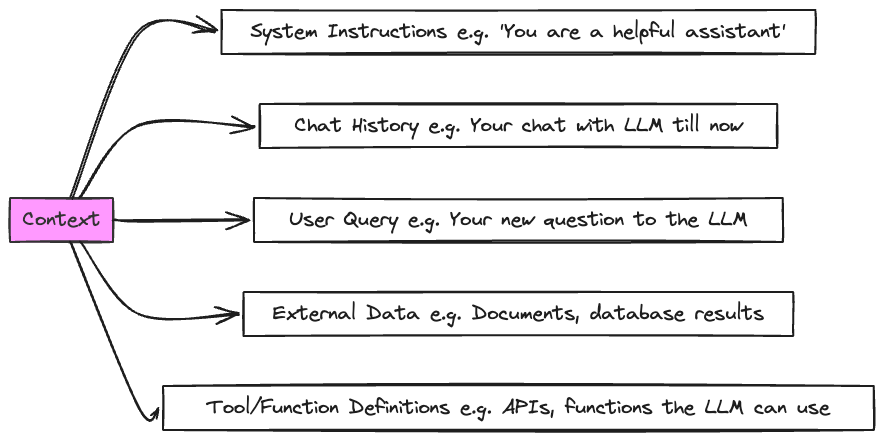 System Instructions e.g. 'You are a helpful assistant'
Chat History e.g. Your chat with LLM till now
Context
User Query e.g. Your new question to the LLM
External Data e.g. Documents, database results
Tool/Function Definitions e.g. APIs, functions the LLM can use